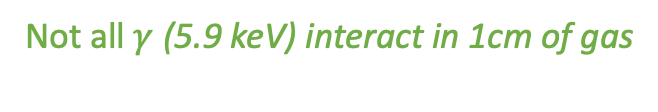 Not all γ (5.9 keV) interact in 1cm of gas